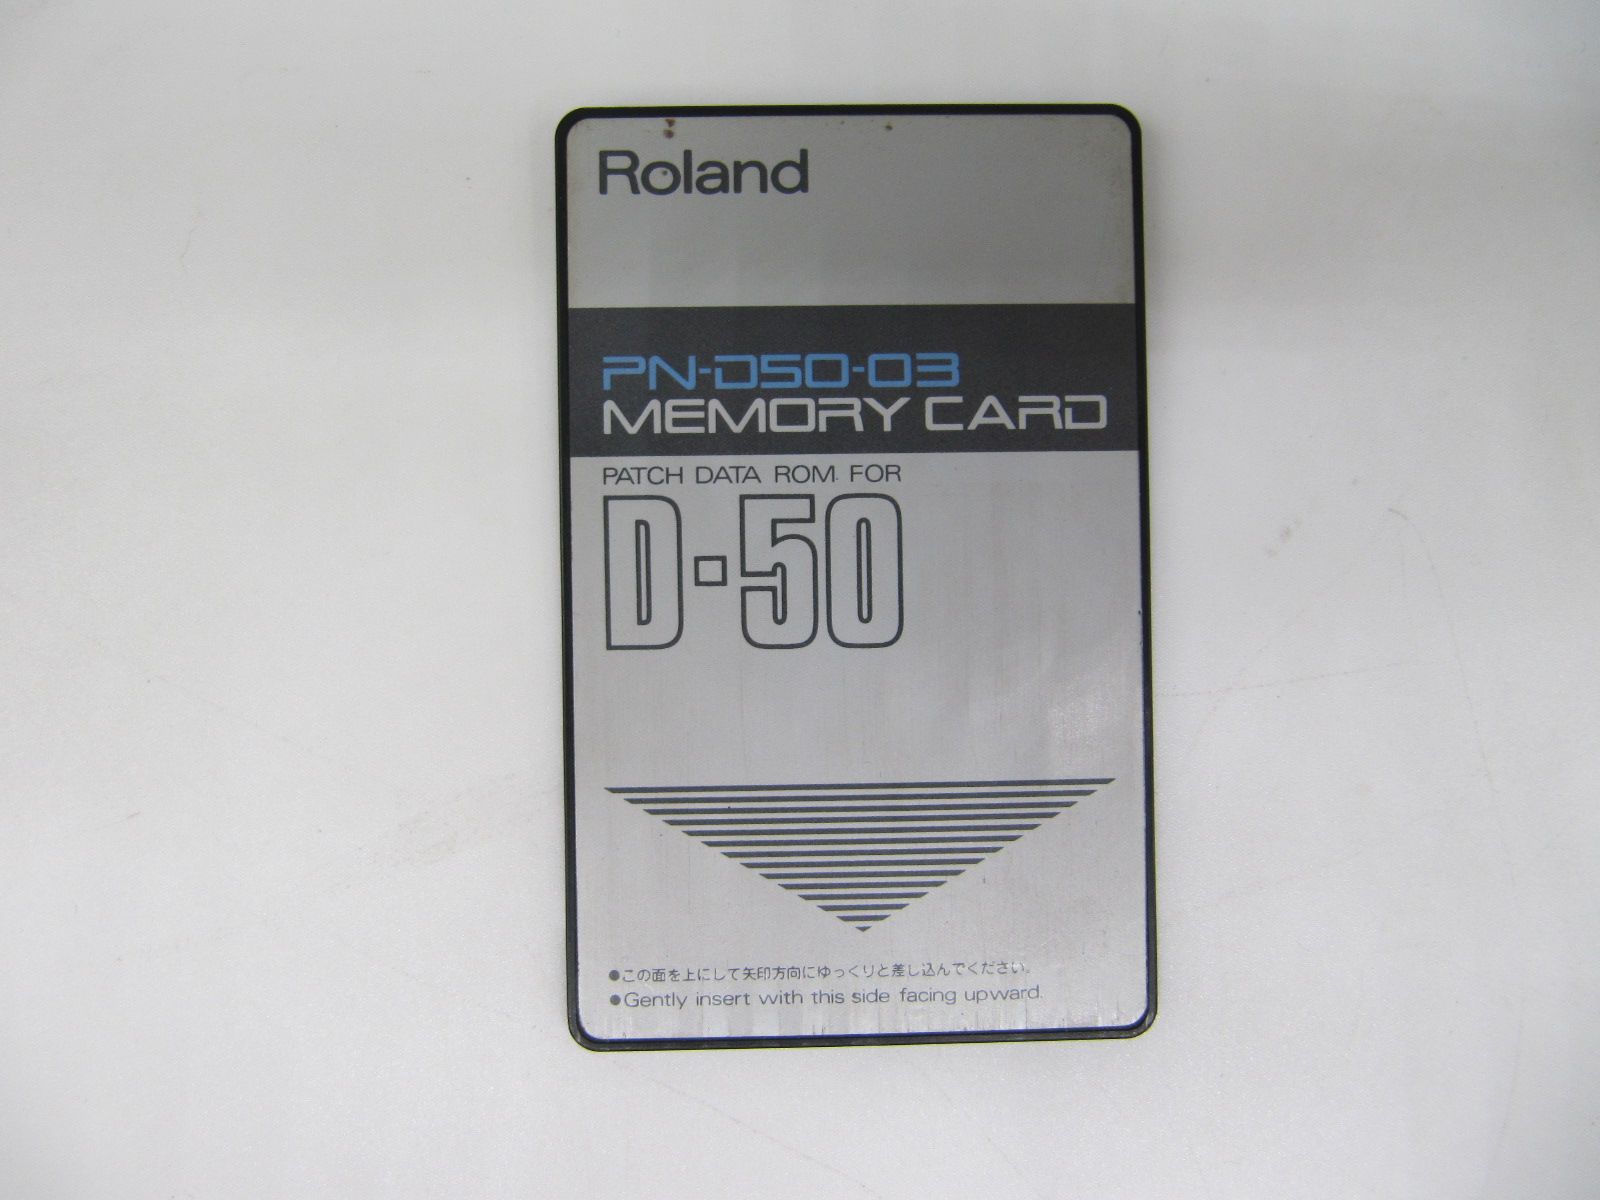 Roland
PN-D50-03
MEMORY CARD
PATCH DATA ROM FOR
D-50
●この面を上にして矢印方向にゆっくりと差し込んでください。
●Gently insert with this side facing upward.